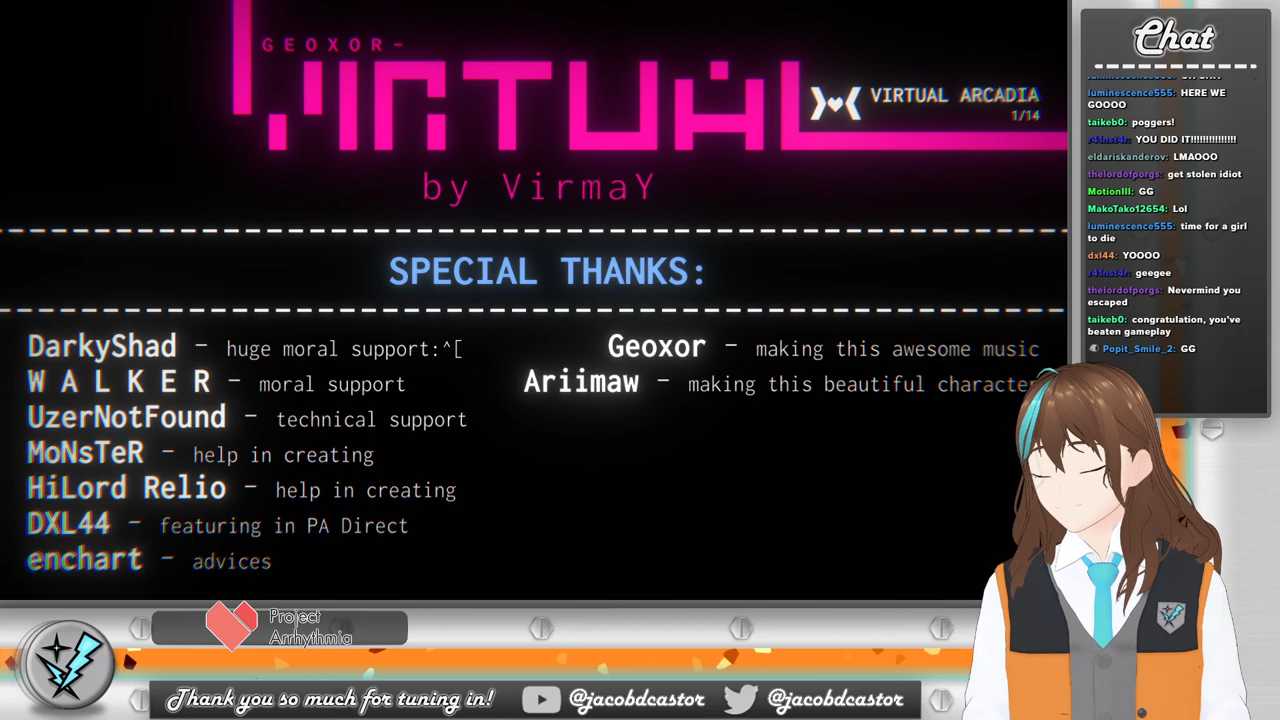 GEOXOR-
VIRTUAL
VIRTUAL ARCADIA
1/14
by VirmaY
SPECIAL THANKS:
DarkyShad - huge moral support:^[
W A L K E R - moral support
UzerNotFound - technical support
MoNsTeR - help in creating
HiLord Relio - help in creating
DXL44 - featuring in PA Direct
enchart - advices
Geoxor - making this awesome music
Ariimaw - making this beautiful character
Chat
luminescence555: HERE WE
GOOOO
taikeb0: poggers!
r41nst4r: YOU DID IT!!!!!!!!!!!!!!!
eldariskanderov: LMAOOO
thelordofporgs: get stolen idiot
MotionIII: GG
MakoTako12654: Lol
luminescence555: time for a girl
to die
dxl44: YOOOO
r41nst4r: geegee
thelordofporgs: Nevermind you
escaped
taikeb0: congratulation, you've
beaten gameplay
Popit_Smile_2: GG
Project
Arrhythmia
Thank you so much for tuning in!
@jacobdcastor
@jacobdcastor